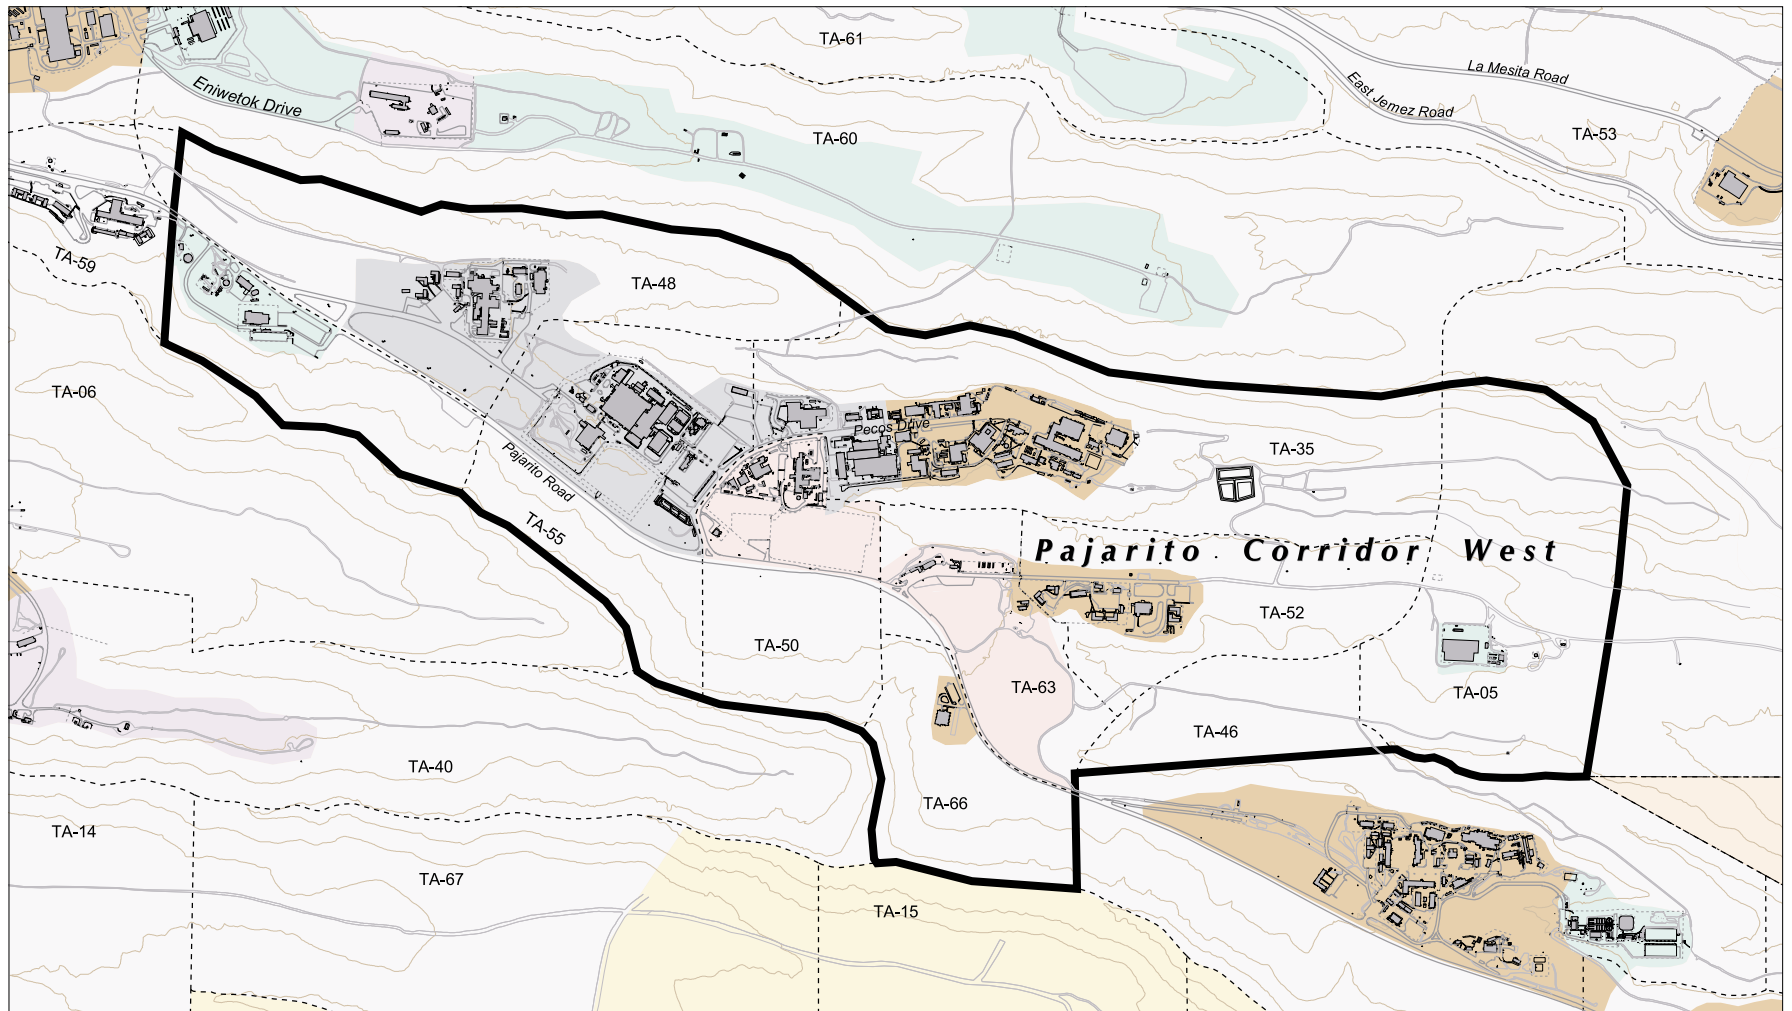 TA-61
La Mesita Road
Eniwetok Drive
East Jemez Road
TA-60
TA-53
TA-59
TA-48
TA-06
Pecos Drive
TA-35
Pajarito Road
TA-55
Pajarito Corridor West
TA-52
TA-50
TA-63
TA-05
TA-46
TA-40
TA-66
TA-14
TA-67
TA-15